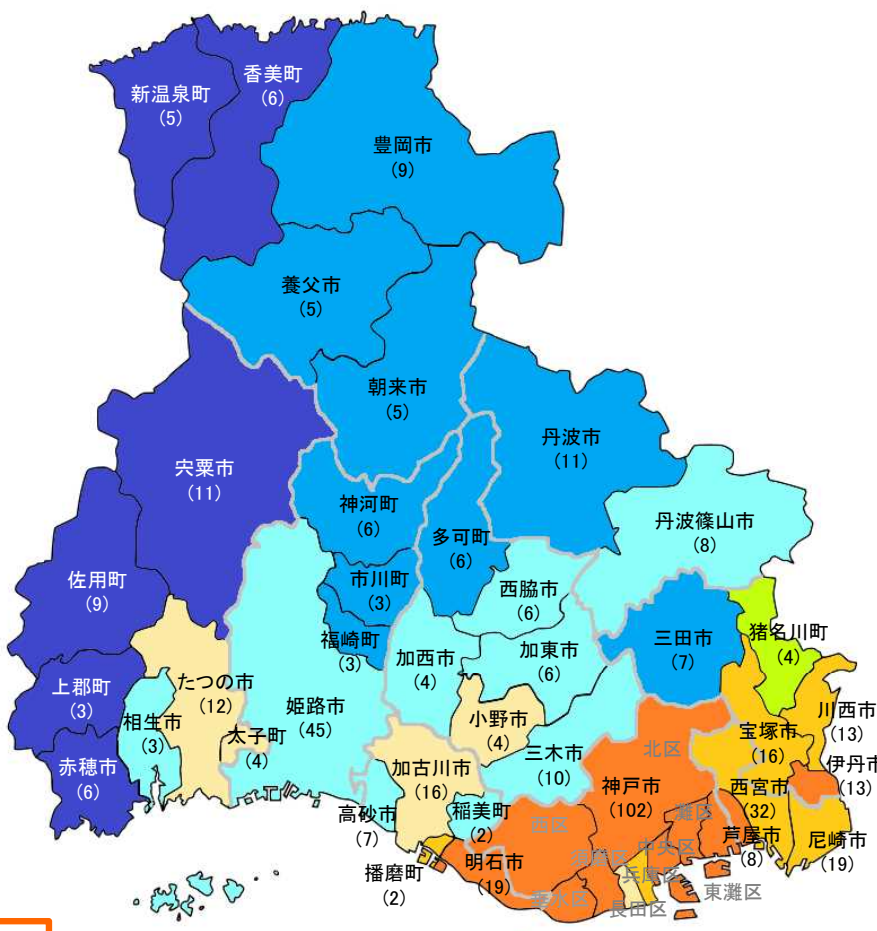 香美町
(6)
新温泉町
(5)
豊岡市
(9)
養父市
(5)
朝来市
(5)
丹波市
(11)
宍粟市
(11)
神河町
(6)
多可町
(6)
丹波篠山市
(8)
佐用町
(9)
市川町
(3)
西脇市
(6)
福崎町
(3)
加西市
(4)
加東市
(6)
三田市
(7)
猪名川町
(4)
上郡町
(3)
たつの市
(12)
相生市
(3)
姫路市
(45)
小野市
(4)
川西市
(13)
太子町
(4)
三木市
(10)
北区
宝塚市
(16)
赤穂市
(6)
加古川市
(16)
神戸市
(102)
伊丹市
(13)
西宮市
(32)
高砂市
(7)
稲美町
(2)
西区
灘区
中央区
芦屋市
(8)
尼崎市
(19)
播磨町
(2)
明石市
(19)
須磨区
兵庫区
垂水区
長田区
東灘区